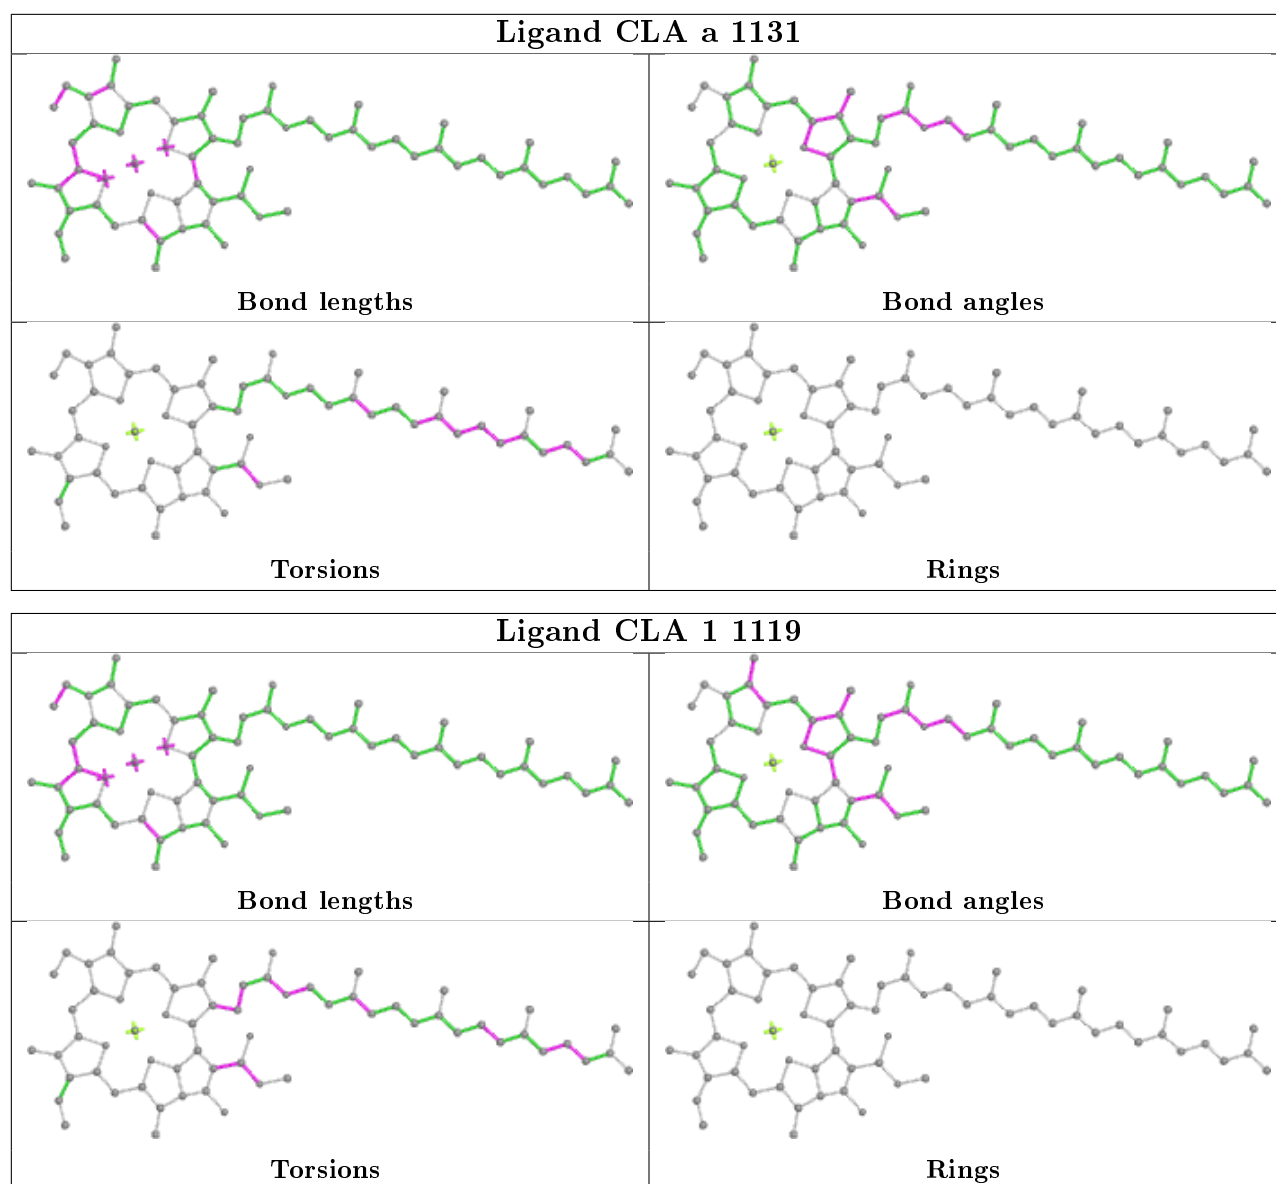 Ligand CLA a 1131
Bond lengths
Bond angles
Torsions
Rings
Ligand CLA 1 1119
Bond lengths
Bond angles
Torsions
Rings